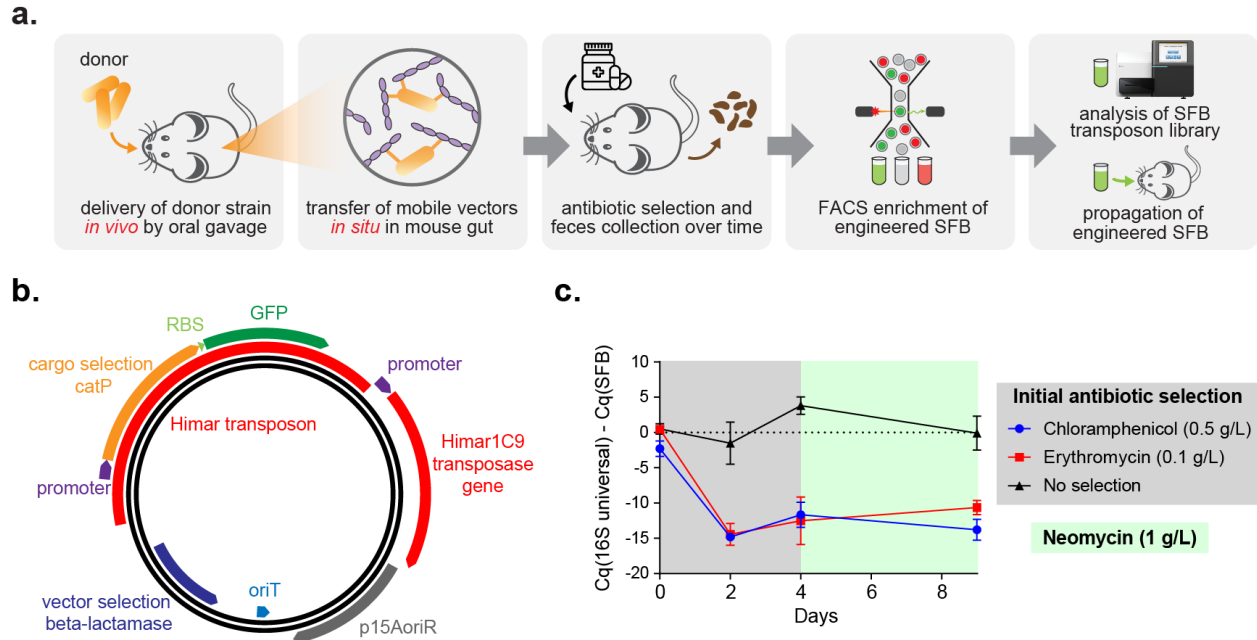 a.
donor
delivery of donor strain
in vivo by oral gavage
transfer of mobile vectors
in situ in mouse gut
antibiotic selection and
feces collection over time
FACS enrichment of
engineered SFB
analysis of SFB
transposon library
propagation of
engineered SFB
b.
RBS
GFP
cargo selection
catP
promoter
Himar transposon
Himar1C9
transposase
gene
promoter
vector selection
beta-lactamase
oriT
p15AoriR
c.
Cq(16S universal) - Cq(SFB)
15
10
5
0
-5
-10
-15
-20
0
2
4
6
8
Days
Initial antibiotic selection
Chloramphenicol (0.5 g/L)
Erythromycin (0.1 g/L)
No selection
Neomycin (1 g/L)